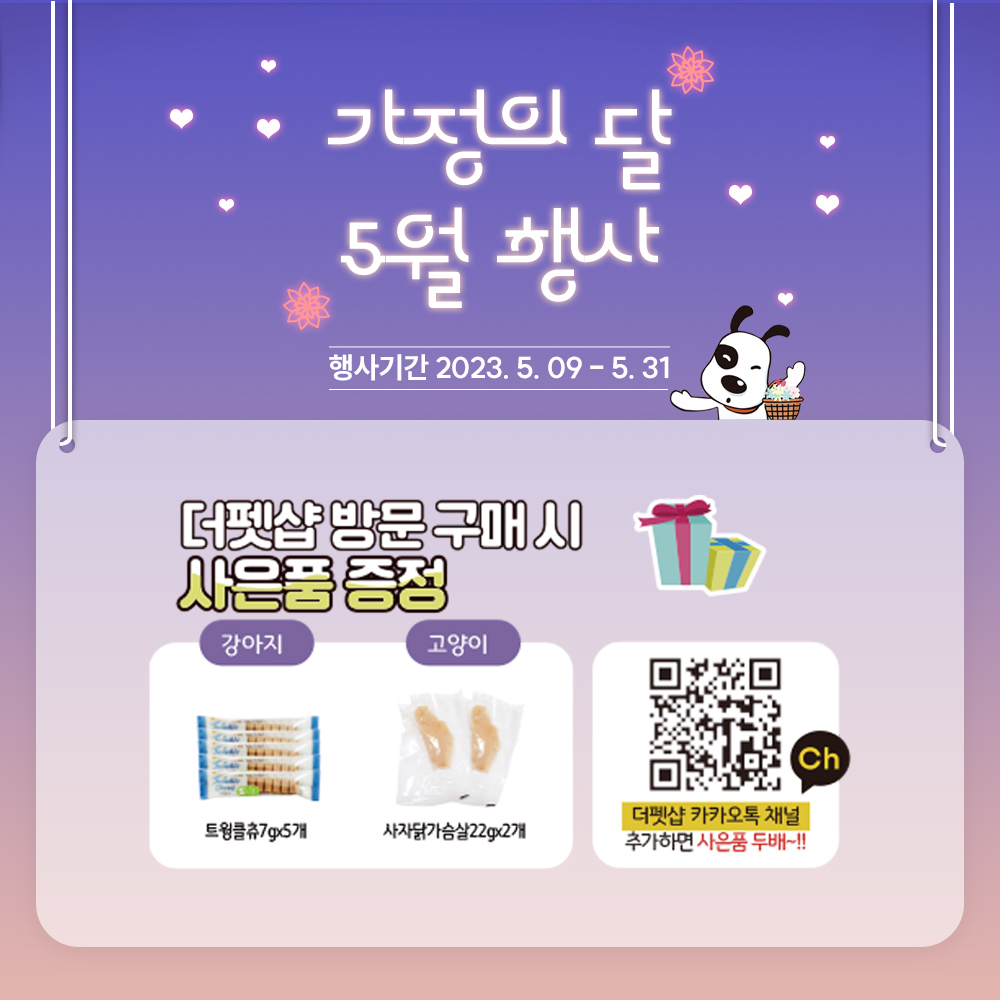 가정의 달
5월 행사
행사기간 2023. 5. 09 - 5. 31
더펫샵 방문 구매 시
사은품 증정
강아지
고양이
트윙클츄7gx5개
사자닭가슴살22gx2개
Ch
더펫샵 카카오톡 채널
추가하면 사은품 두배~!!